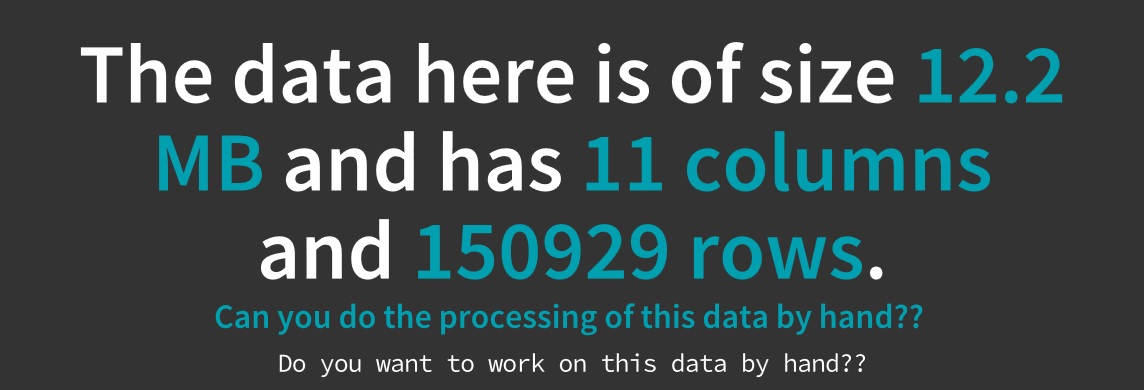 The data here is of size 12.2
MB and has 11 columns
and 150929 rows.
Can you do the processing of this data by hand??
Do you want to work on this data by hand??